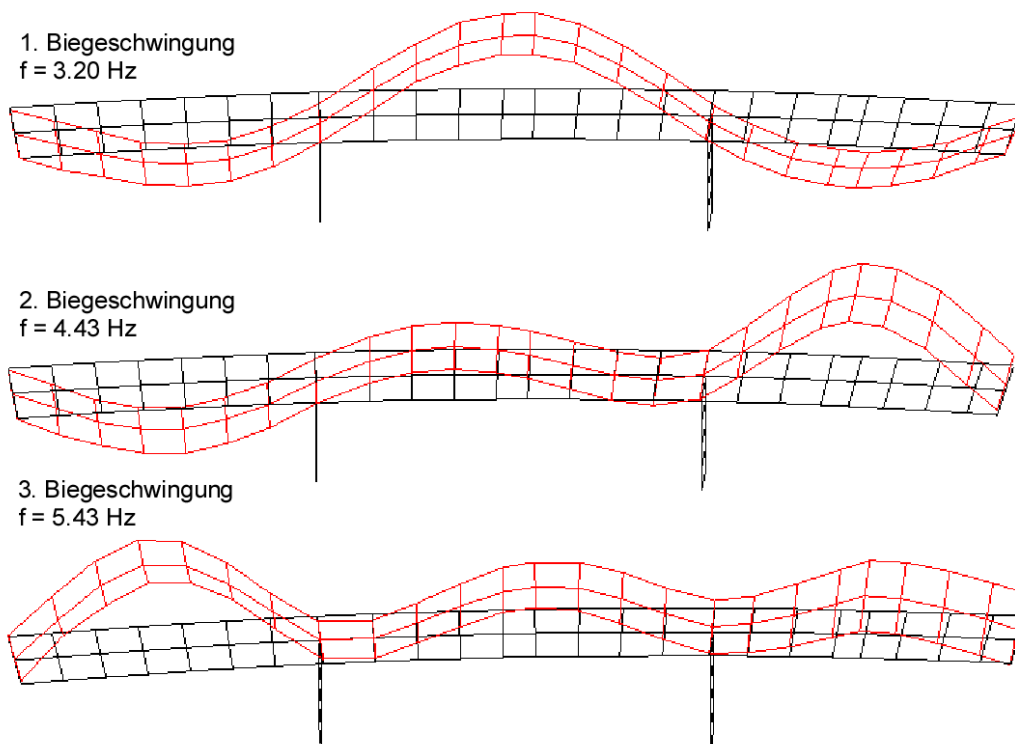 1. Biegeschwingung
f = 3.20 Hz
2. Biegeschwingung
f = 4.43 Hz
3. Biegeschwingung
f = 5.43 Hz